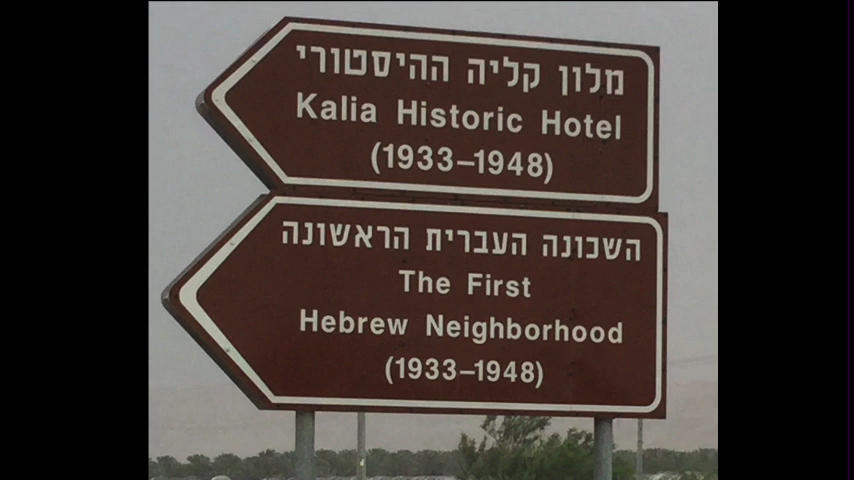 מלון קליה ההיסטורי
Kalia Historic Hotel
(1933–1948)
השכונה העברית הראשונה
The First
Hebrew Neighborhood
(1933–1948)